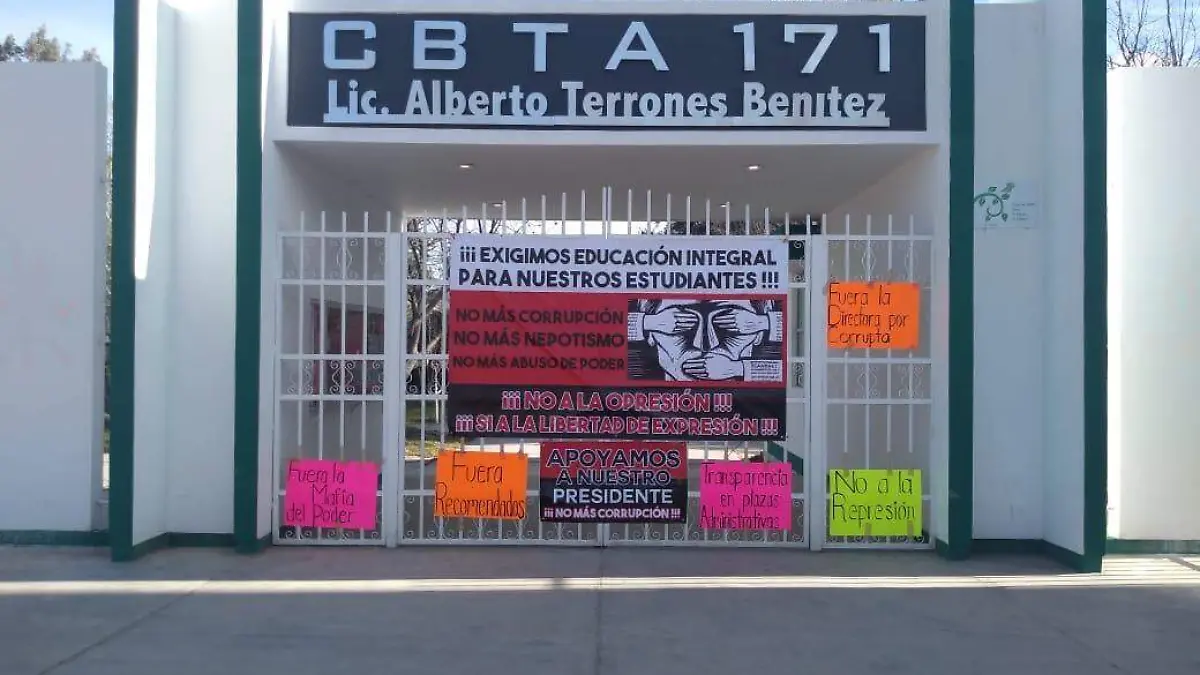 CBTA 171
Lic. Alberto Terrones Benítez
¡¡¡ EXIGIMOS EDUCACIÓN INTEGRAL
PARA NUESTROS ESTUDIANTES !!!
NO MÁS CORRUPCIÓN
NO MÁS NEPOTISMO
NO MÁS ABUSO DE PODER
¡¡¡ NO A LA OPRESIÓN !!!
¡¡¡ SI A LA LIBERTAD DE EXPRESIÓN !!!
Fuera la
Directora por
Corrupta
Fuera la
Mafia
del Poder
Fuera
Recomendados
APOYAMOS
A NUESTRO
PRESIDENTE
¡¡¡ NO MÁS CORRUPCIÓN !!!
Transparencia
en plazas
Administrativas
No a la
Represión